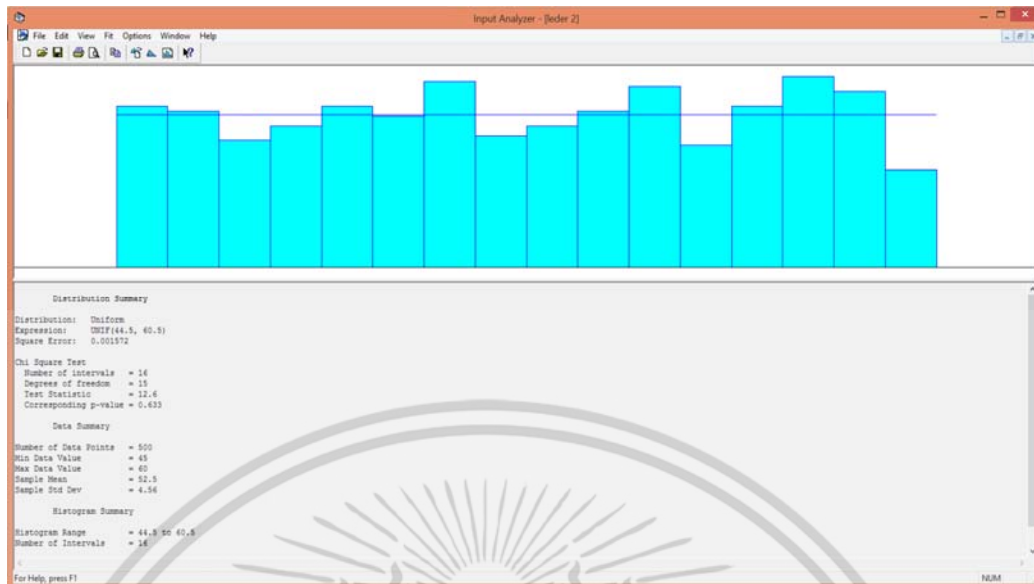 Input Analyzer - [leder 2]
File Edit View Fit Options Window Help
Distribution Summary
Distribution: Uniform
Expression: UNIF(44.5, 60.5)
Square Error: 0.001572
Chi Square Test
Number of intervals = 16
Degrees of freedom = 15
Test Statistic = 12.6
Corresponding p-value = 0.633
Data Summary
Number of Data Points = 500
Min Data Value = 45
Max Data Value = 60
Sample Mean = 52.5
Sample Std Dev = 4.56
Histogram Summary
Histogram Range = 44.5 to 60.5
Number of Intervals = 16
For Help, press F1
NUM